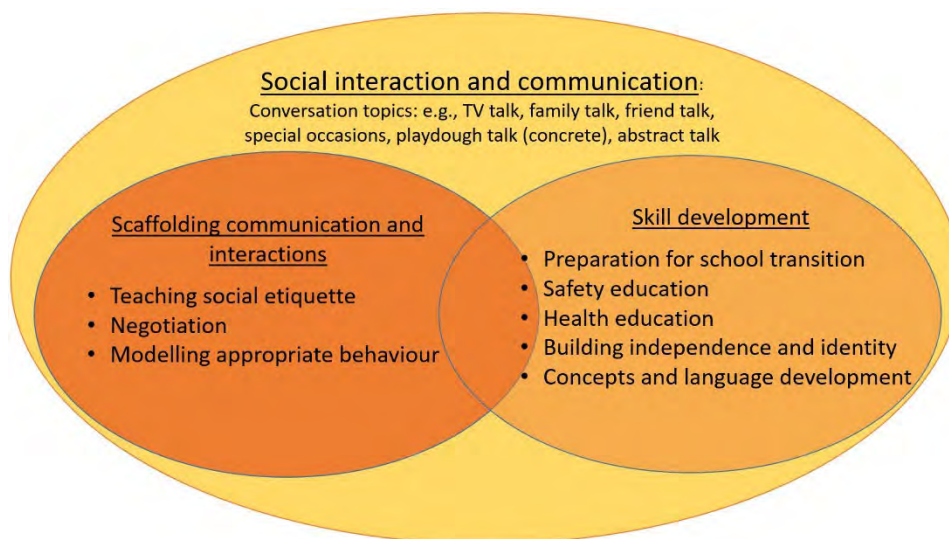 Social interaction and communication:
Conversation topics: e.g., TV talk, family talk, friend talk,
special occasions, playdough talk (concrete), abstract talk
Scaffolding communication and
interactions
• Teaching social etiquette
• Negotiation
• Modelling appropriate behaviour
Skill development
• Preparation for school transition
• Safety education
• Health education
• Building independence and identity
• Concepts and language development